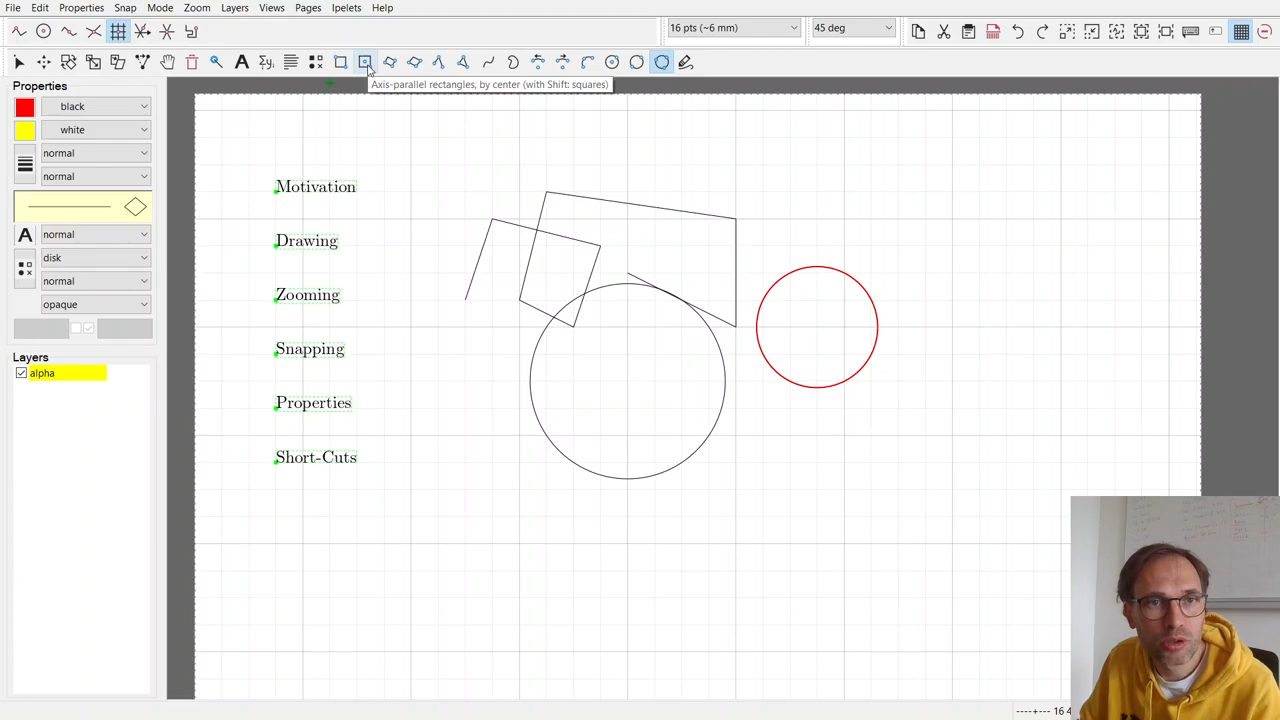 File Edit Properties Snap Mode Zoom Layers Views Pages Ipelets Help
16 pts (~6 mm) 45 deg
Axis-parallel rectangles, by center (with Shift: squares)
Properties
black
white
normal
normal
A normal
disk
normal
opaque
Layers
alpha
Motivation
Drawing
Zooming
Snapping
Properties
Short-Cuts
----+--- 16 4